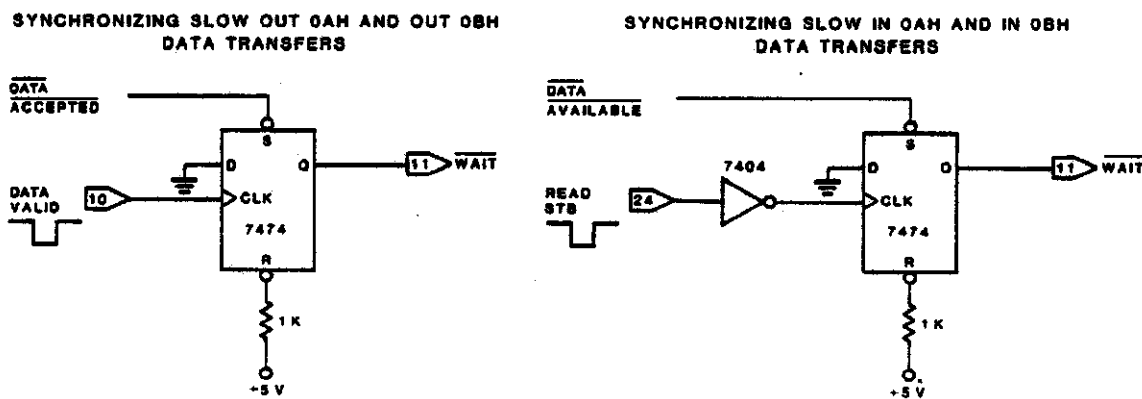 SYNCHRONIZING SLOW OUT 0AH AND OUT 0BH
DATA TRANSFERS
DATA
ACCEPTED
S
D
Q
11
WAIT
DATA
VALID
10
CLK
7474
R
1 K
+5 V
SYNCHRONIZING SLOW IN 0AH AND IN 0BH
DATA TRANSFERS
DATA
AVAILABLE
S
D
Q
11
WAIT
7404
READ
STB
24
CLK
7474
R
1 K
+5 V